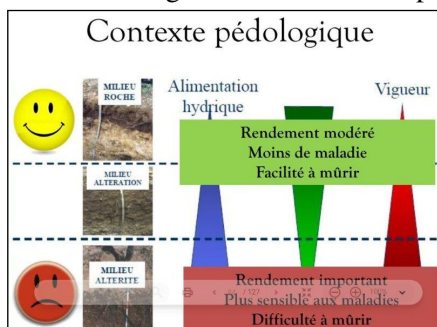 Contexte pédologique
MILIEU
ROCHE
Alimentation
hydrique
Vigueur
Rendement modéré
Moins de maladie
Facilité à mûrir
MILIEU
ALTERATION
MILIEU
ALTERITE
Rendement important
Plus sensible aux maladies
Difficulté à mûrir